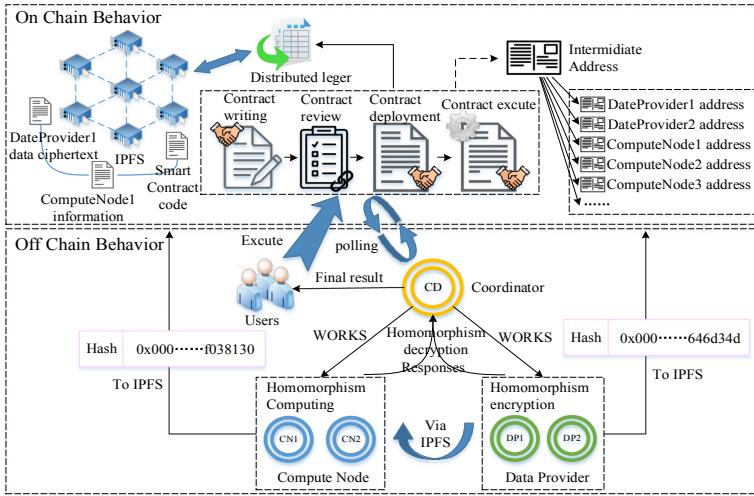 On Chain Behavior
Distributed leger
Intermidiate
Address
Contract
writing
Contract
review
Contract
deployment
Contract excute
DateProvider1
data ciphertext
IPFS
Smart
Contract
code
ComputeNode1
information
DateProvider1 address
DateProvider2 address
ComputeNode1 address
ComputeNode2 address
ComputeNode3 address
......
Off Chain Behavior
Excute
polling
Users
Final result
CD
Coordinator
WORKS
Homomorphism
decryption
Responses
WORKS
Hash 0x000······f038130
To IPFS
Hash 0x000······646d34d
To IPFS
Homomorphism
Computing
CN1
CN2
Compute Node
Via
IPFS
Homomorphism
encryption
DP1
DP2
Data Provider